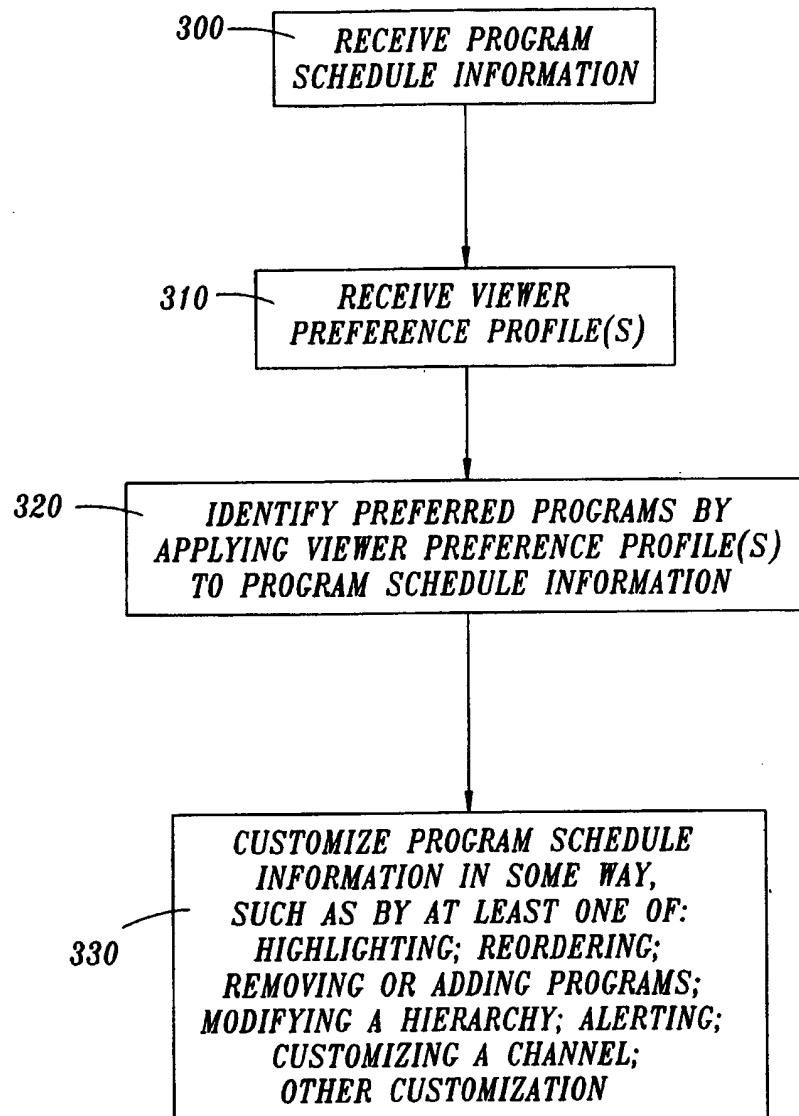 300
RECEIVE PROGRAM
SCHEDULE INFORMATION
310
RECEIVE VIEWER
PREFERENCE PROFILE(S)
320
IDENTIFY PREFERRED PROGRAMS BY
APPLYING VIEWER PREFERENCE PROFILE(S)
TO PROGRAM SCHEDULE INFORMATION
330
CUSTOMIZE PROGRAM SCHEDULE
INFORMATION IN SOME WAY,
SUCH AS BY AT LEAST ONE OF:
HIGHLIGHTING; REORDERING;
REMOVING OR ADDING PROGRAMS;
MODIFYING A HIERARCHY; ALERTING;
CUSTOMIZING A CHANNEL;
OTHER CUSTOMIZATION